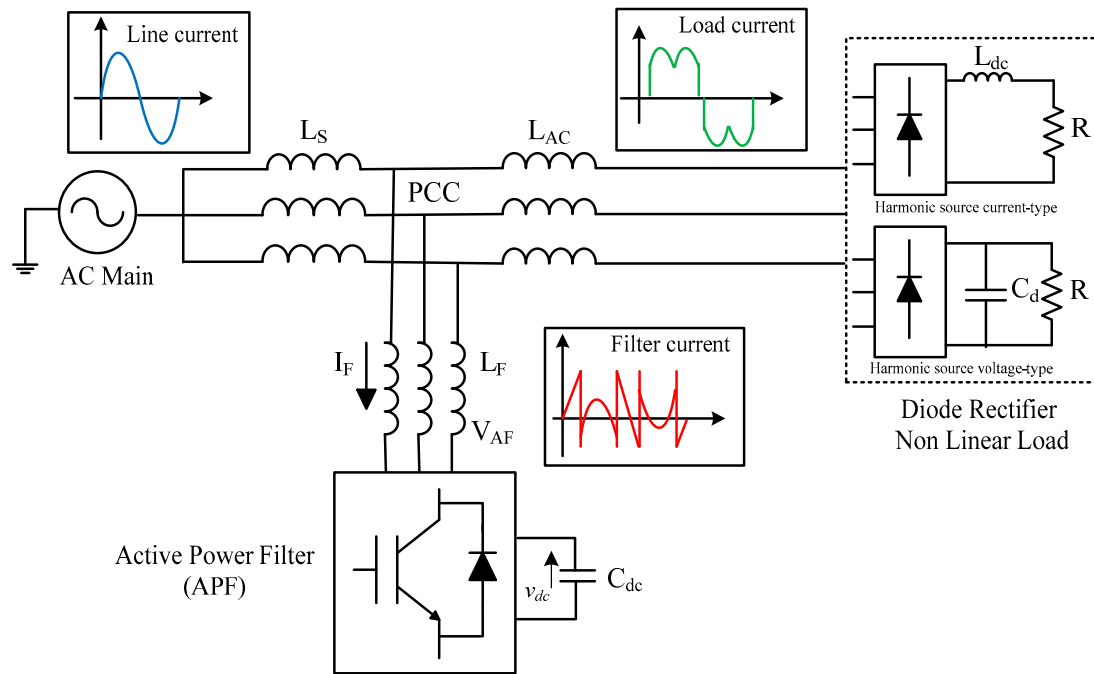 Line current
Load current
L_dc
R
Harmonic source current-type
L_S
L_AC
PCC
AC Main
C_d
R
Harmonic source voltage-type
I_F
L_F
V_AF
Filter current
Diode Rectifier
Non Linear Load
Active Power Filter
(APF)
v_dc
C_dc